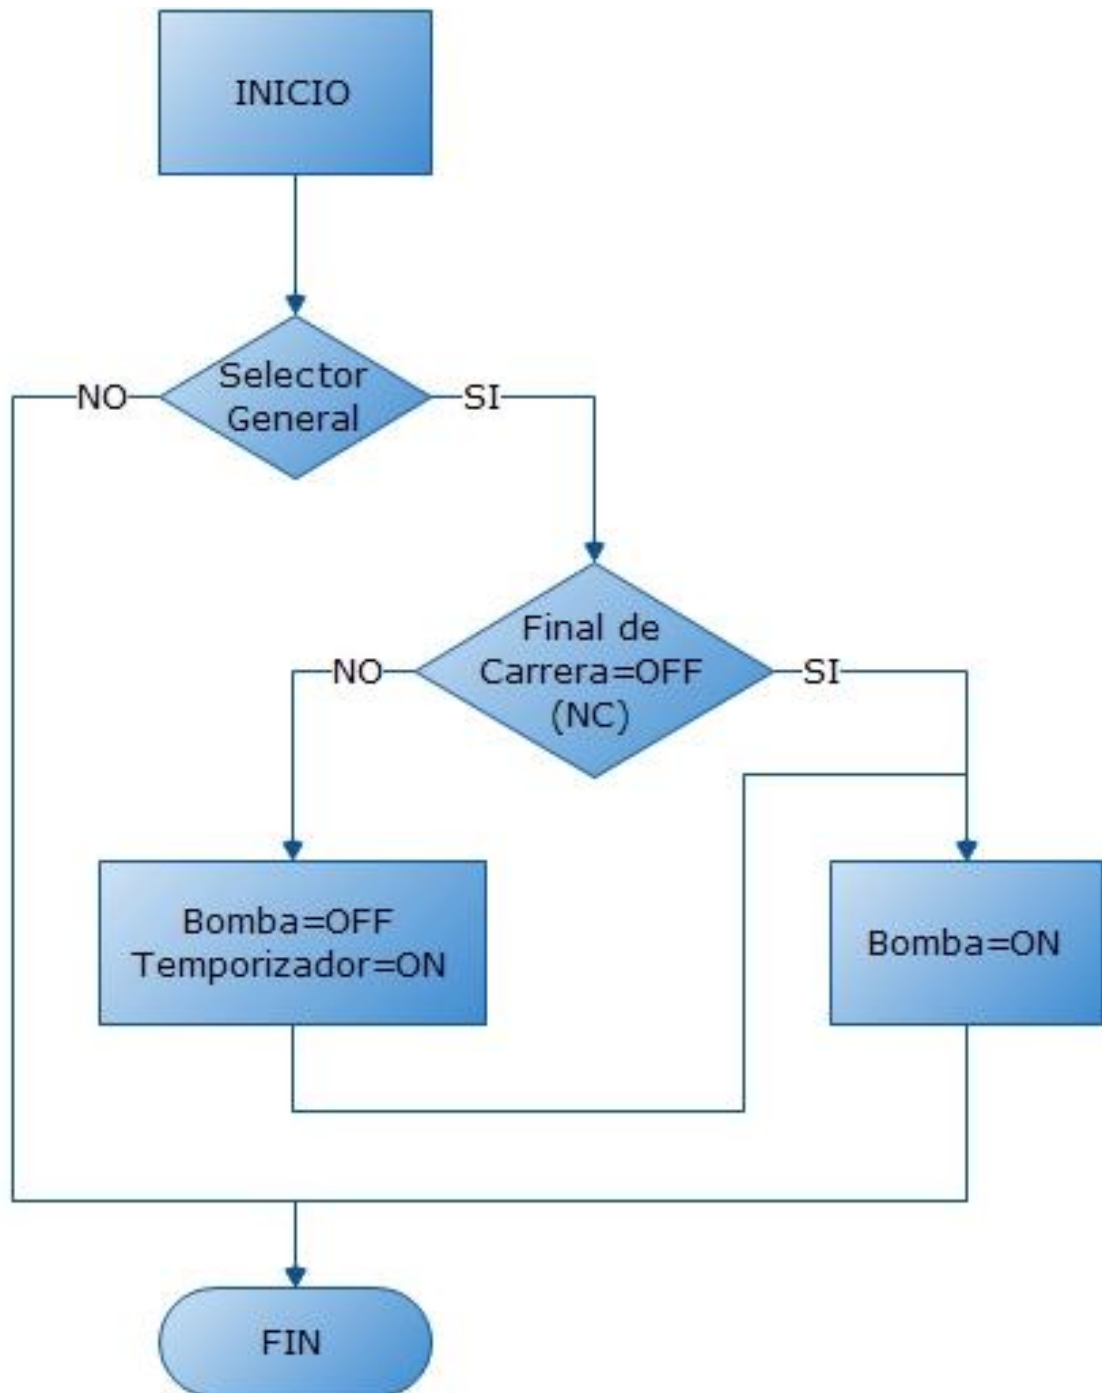 INICIO
Selector
General
NO
SI
Final de
Carrera=OFF
(NC)
NO
SI
Bomba=OFF
Temporizador=ON
Bomba=ON
FIN